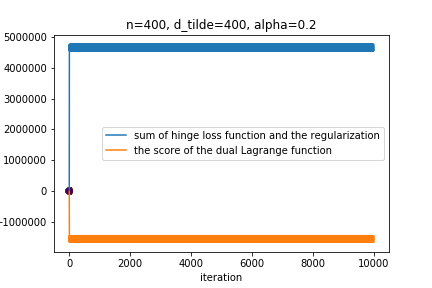 n=400, d_tilde=400, alpha=0.2
5000000
4000000
3000000
2000000
1000000
0
-1000000
sum of hinge loss function and the regularization
the score of the dual Lagrange function
0 2000 4000 6000 8000 10000
iteration